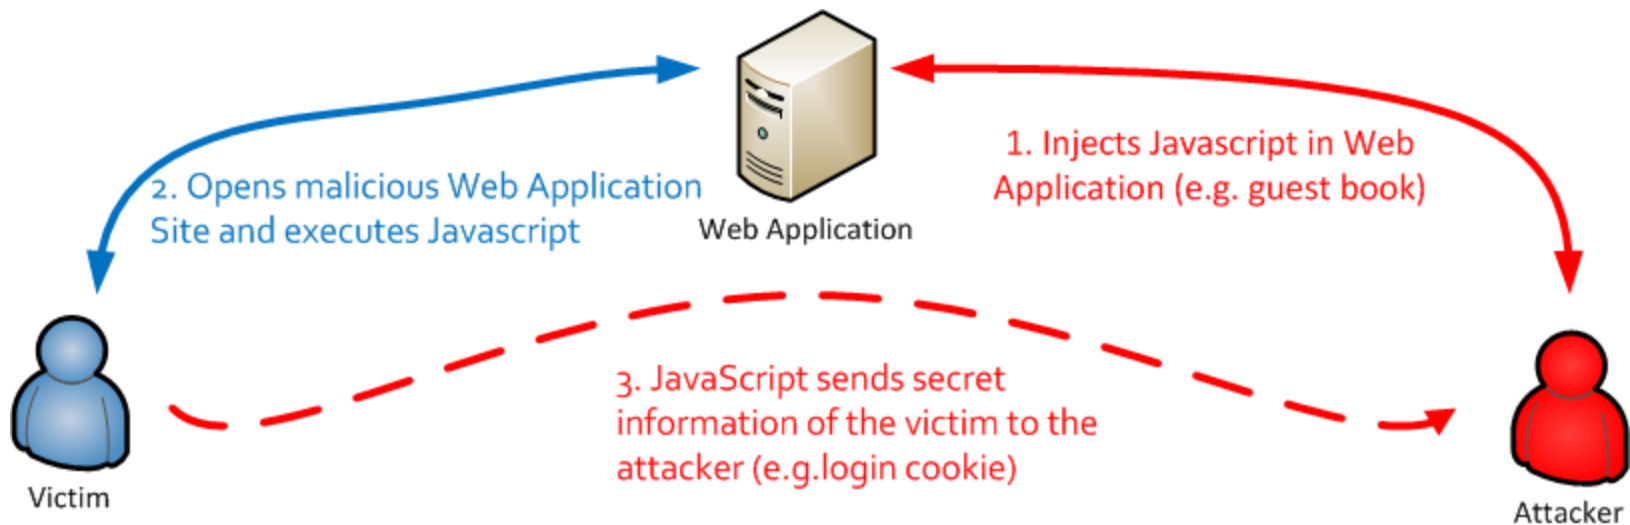 1. Injects Javascript in Web
Application (e.g. guest book)
2. Opens malicious Web Application
Site and executes Javascript
Web Application
3. JavaScript sends secret
information of the victim to the
attacker (e.g.login cookie)
Victim
Attacker